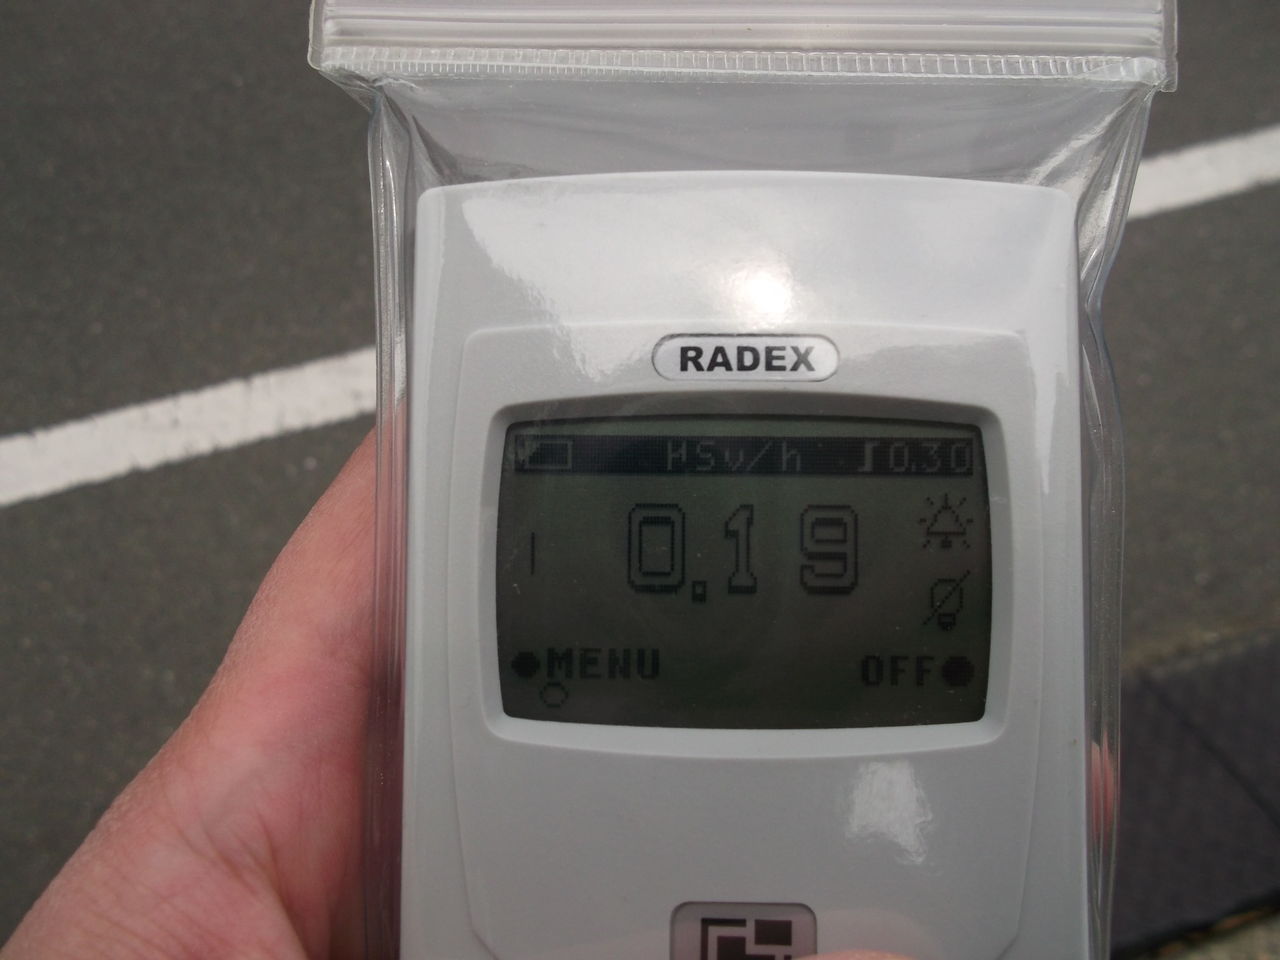 RADEX
µSv/h 0.30
0.19
MENU OFF